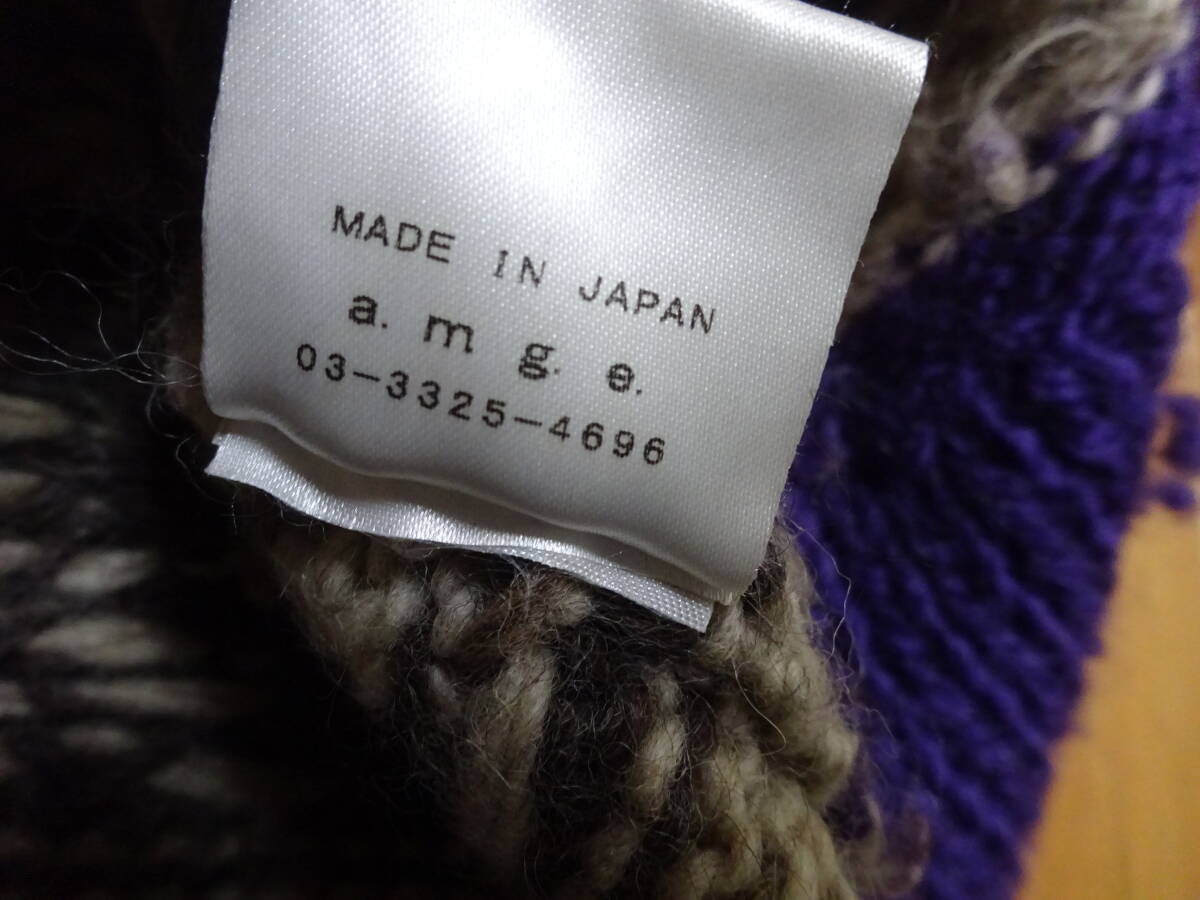 MADE IN JAPAN
a. m g. e.
03-3325-4696